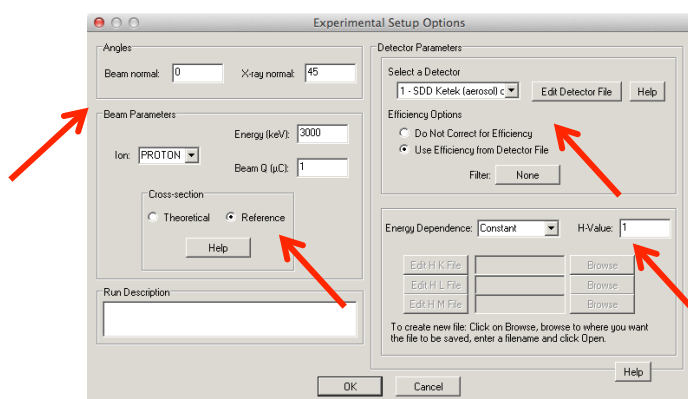 Experimental Setup Options
Angles
Beam normal: 0 X-ray normal: 45
Beam Parameters
Energy (keV): 3000
Ion: PROTON
Beam Q (µC): 1
Cross-section
Theoretical Reference
Help
Run Description
Detector Parameters
Select a Detector
1 - SDD Ketek (aerosol) c Edit Detector File Help
Efficiency Options
Do Not Correct for Efficiency
Use Efficiency from Detector File
Filter: None
Energy Dependence: Constant H-Value: 1
Edit H K File Browse
Edit H L File Browse
Edit H M File Browse
To create new file: Click on Browse, browse to where you want
the file to be saved, enter a filename and click Open.
Help
OK Cancel